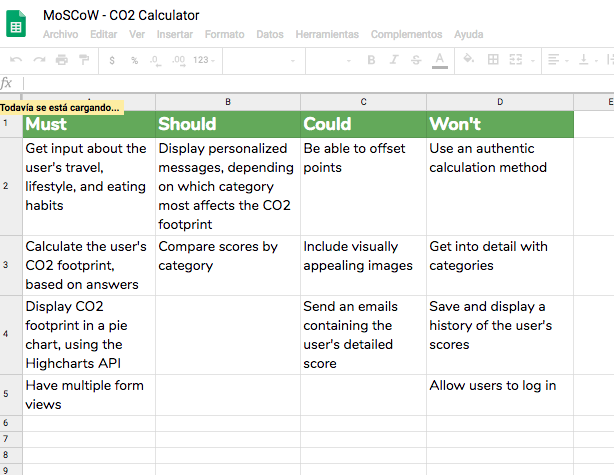 MoSCoW - CO2 Calculator
Archivo Editar Ver Insertar Formato Datos Herramientas Complementos Ayuda
$ % .0 .00 123 B I S A
fx
Todavía se está cargando...
B C D E
1 Must Should Could Won't
2
Get input about the
user's travel,
lifestyle, and eating
habits
Display personalized
messages, depending
on which category
most affects the CO2
footprint
Be able to offset
points
Use an authentic
calculation method
3
Calculate the user's
CO2 footprint,
based on answers
Compare scores by
category
Include visually
appealing images
Get into detail with
categories
4
Display CO2
footprint in a pie
chart, using the
Highcharts API
Send an emails
containing the
user's detailed
score
Save and display a
history of the user's
scores
5
Have multiple form
views
Allow users to log in
6
7
8
9